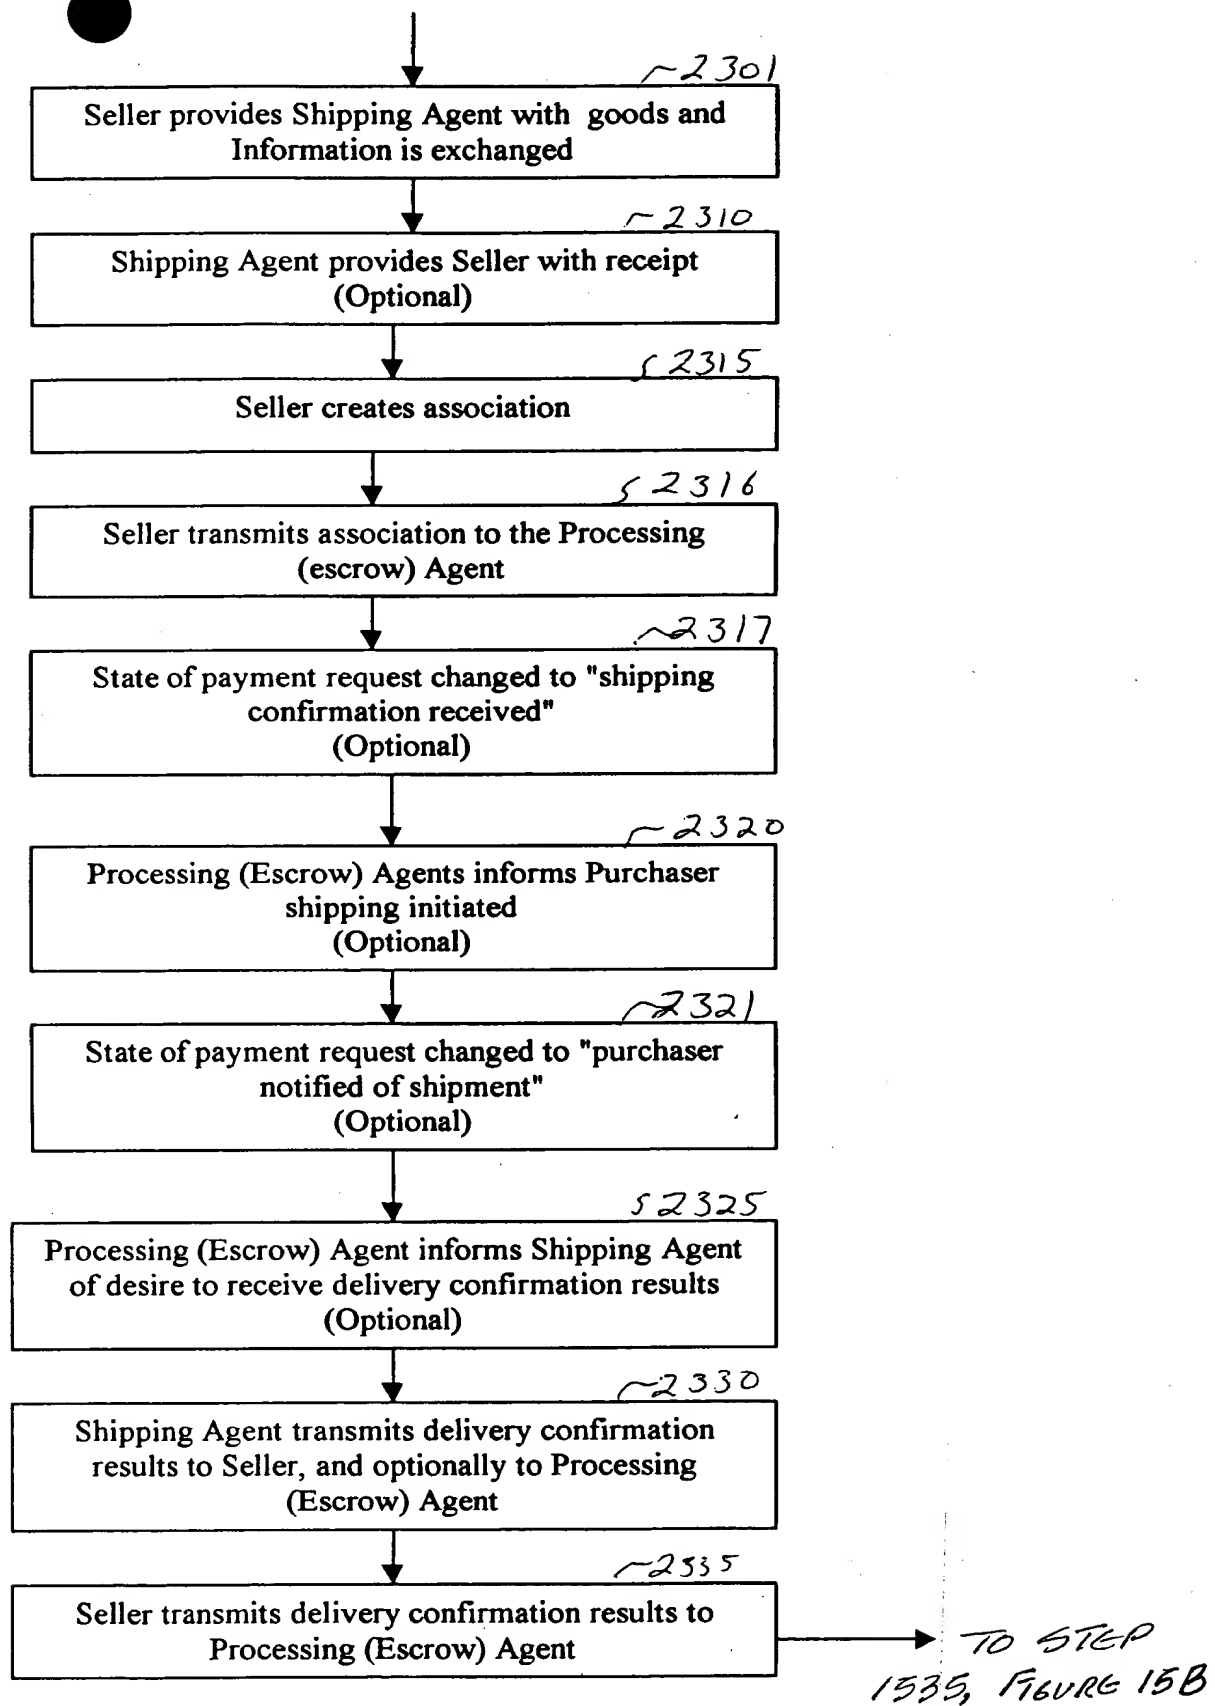 2301
Seller provides Shipping Agent with goods and
Information is exchanged
2310
Shipping Agent provides Seller with receipt
(Optional)
2315
Seller creates association
2316
Seller transmits association to the Processing
(escrow) Agent
2317
State of payment request changed to "shipping
confirmation received"
(Optional)
2320
Processing (Escrow) Agents informs Purchaser
shipping initiated
(Optional)
2321
State of payment request changed to "purchaser
notified of shipment"
(Optional)
2325
Processing (Escrow) Agent informs Shipping Agent
of desire to receive delivery confirmation results
(Optional)
2330
Shipping Agent transmits delivery confirmation
results to Seller, and optionally to Processing
(Escrow) Agent
2335
Seller transmits delivery confirmation results to
Processing (Escrow) Agent
TO STEP
1535, FIGURE 15B